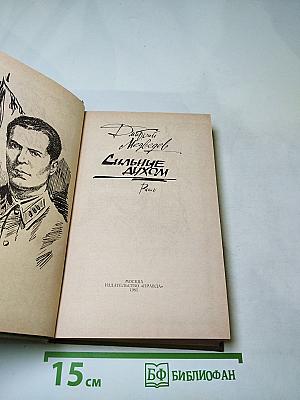 Дмитрий
Медведев
Сильные
духом
Роман
МОСКВА
ИЗДАТЕЛЬСТВО «ПРАВДА»
15 см
БФ БИБЛИОФАН